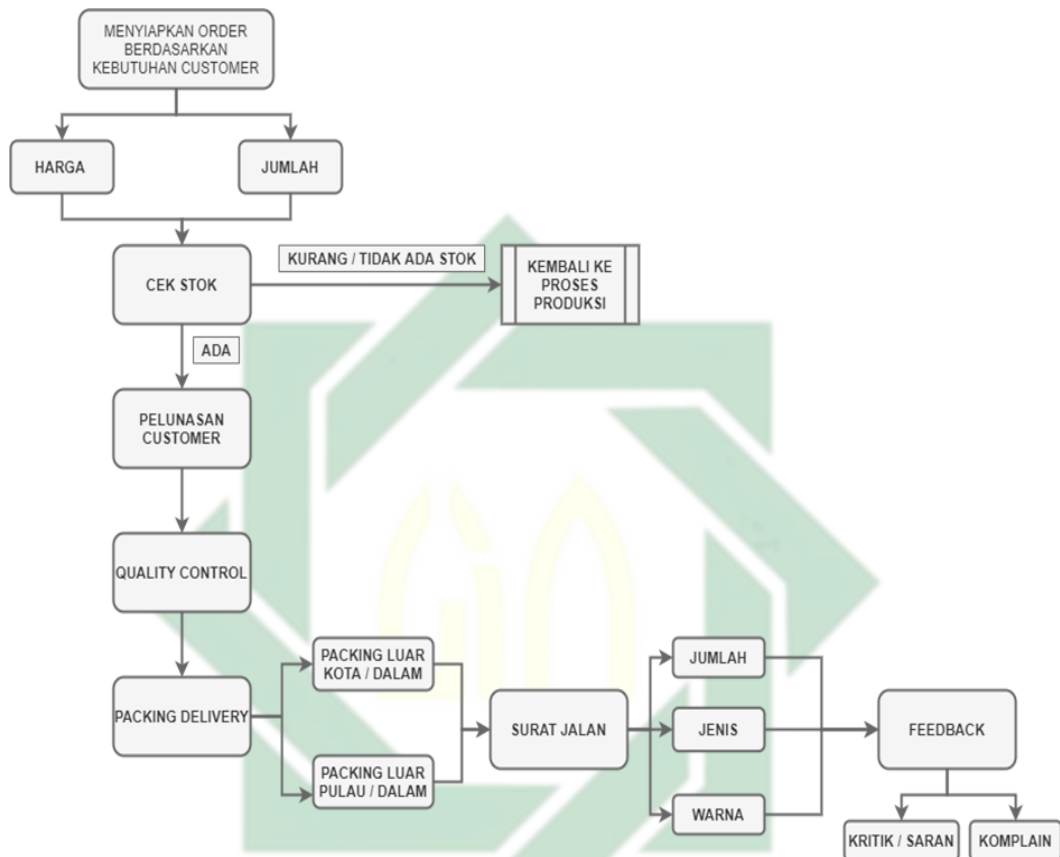 MENYIAPKAN ORDER
BERDASARKAN
KEBUTUHAN CUSTOMER
HARGA
JUMLAH
CEK STOK
KURANG / TIDAK ADA STOK
KEMBALI KE
PROSES
PRODUKSI
ADA
PELUNASAN
CUSTOMER
QUALITY CONTROL
PACKING DELIVERY
PACKING LUAR
KOTA / DALAM
PACKING LUAR
PULAU / DALAM
SURAT JALAN
JUMLAH
JENIS
WARNA
FEEDBACK
KRITIK / SARAN
KOMPLAIN